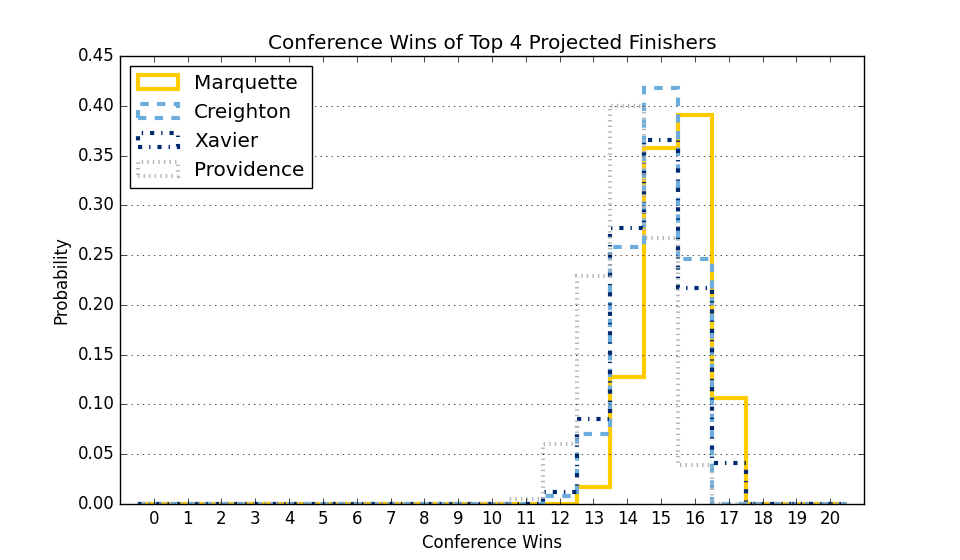 Conference Wins of Top 4 Projected Finishers
Marquette
Creighton
Xavier
Providence
0.45
0.40
0.35
0.30
0.25
0.20
0.15
0.10
0.05
0.00
Probability
0 1 2 3 4 5 6 7 8 9 10 11 12 13 14 15 16 17 18 19 20
Conference Wins